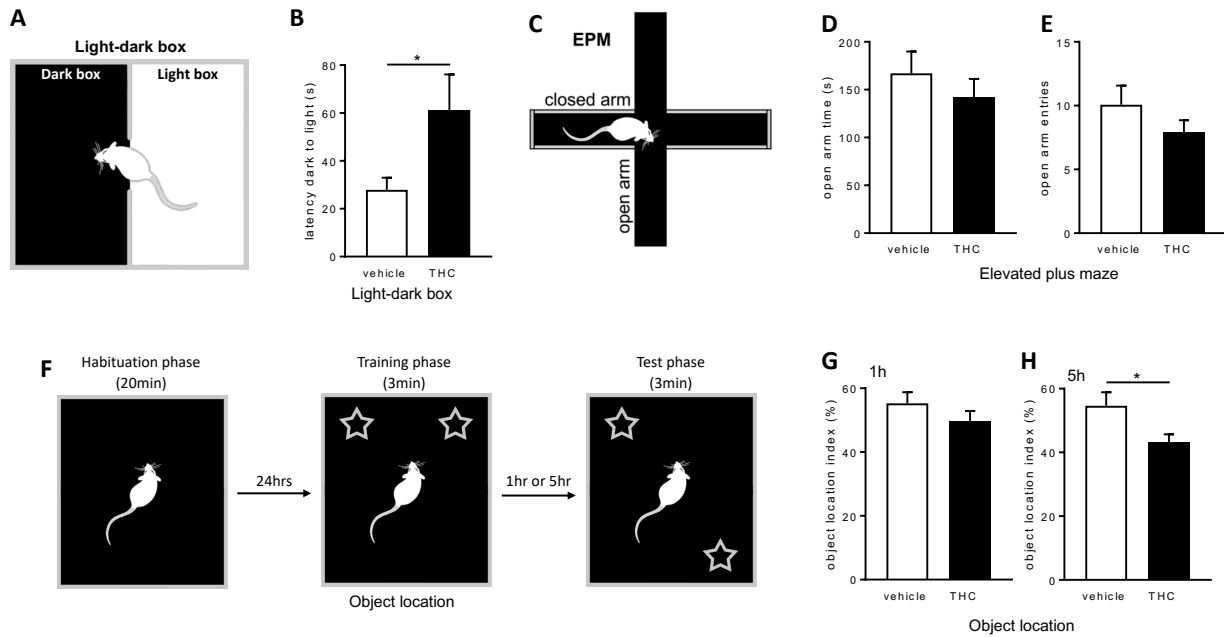 A
Light-dark box
Dark box
Light box
B
*
latency dark to light (s)
80
60
40
20
0
vehicle
THC
Light-dark box
C
EPM
closed arm
open arm
D
open arm time (s)
200
150
100
50
0
vehicle
THC
E
open arm entries
15
10
5
0
vehicle
THC
Elevated plus maze
F
Habituation phase
(20min)
24hrs
Training phase
(3min)
1hr or 5hr
Test phase
(3min)
Object location
G
1h
object location index (%)
60
40
20
0
vehicle
THC
H
5h
*
object location index (%)
60
40
20
0
vehicle
THC
Object location